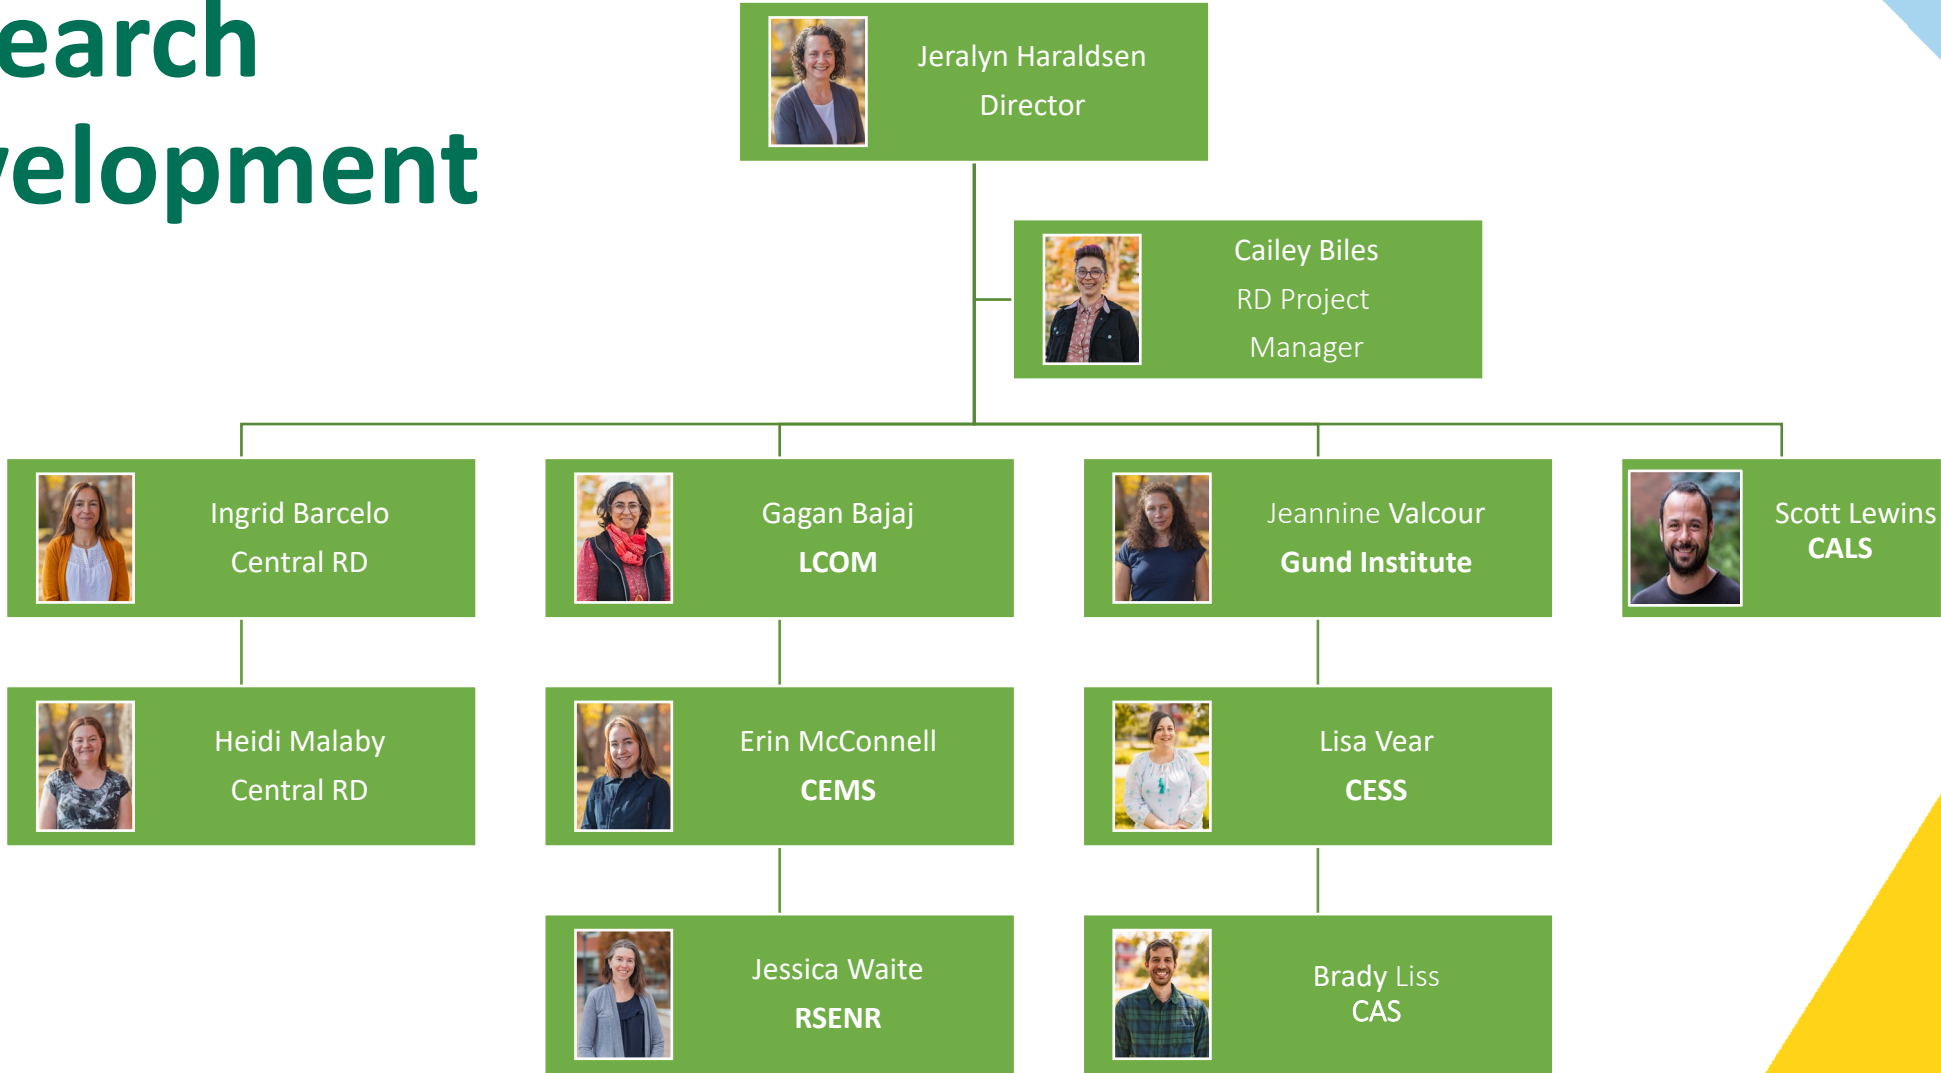 earch
velopment
Jeralyn Haraldsen
Director
Cailey Biles
RD Project
Manager
Ingrid Barcelo
Central RD
Gagan Bajaj
LCOM
Jeannine Valcour
Gund Institute
Scott Lewins
CALS
Heidi Malaby
Central RD
Erin McConnell
CEMS
Lisa Vear
CESS
Jessica Waite
RSENR
Brady Liss
CAS